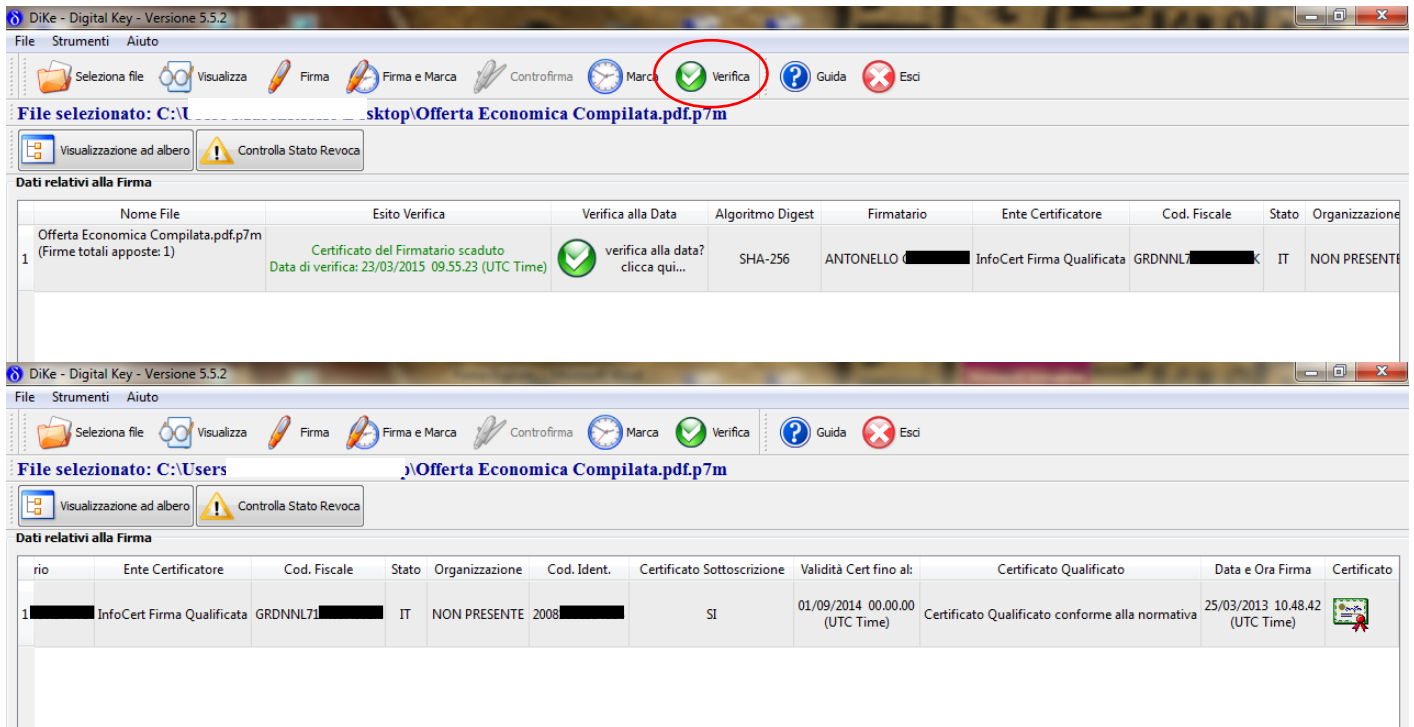 DiKe - Digital Key - Versione 5.5.2
File Strumenti Aiuto
Seleziona file Visualizza Firma Firma e Marca Controfirma Marca Verifica Guida Esci
File selezionato: C:\ sktop\Offerta Economica Compilata.pdf.p7m
Visualizzazione ad albero Controlla Stato Revoca
Dati relativi alla Firma
Nome File Esito Verifica Verifica alla Data Algoritmo Digest Firmatario Ente Certificatore Cod. Fiscale Stato Organizzazione
Offerta Economica Compilata.pdf.p7m
1 (Firme totali apposte: 1) Certificato del Firmatario scaduto verifica alla data? SHA-256 ANTONELLO InfoCert Firma Qualificata GRDNNL7 K IT NON PRESENTE
Data di verifica: 23/03/2015 09.55.23 (UTC Time) clicca qui...
DiKe - Digital Key - Versione 5.5.2
File Strumenti Aiuto
Seleziona file Visualizza Firma Firma e Marca Controfirma Marca Verifica Guida Esci
File selezionato: C:\Users \Offerta Economica Compilata.pdf.p7m
Visualizzazione ad albero Controlla Stato Revoca
Dati relativi alla Firma
rio Ente Certificatore Cod. Fiscale Stato Organizzazione Cod. Ident. Certificato Sottoscrizione Validità Cert fino al: Certificato Qualificato Data e Ora Firma Certificato
1 InfoCert Firma Qualificata GRDNNL71 IT NON PRESENTE 2008 SI 01/09/2014 00.00.00 Certificato Qualificato conforme alla normativa 25/03/2013 10.48.42
(UTC Time) (UTC Time)